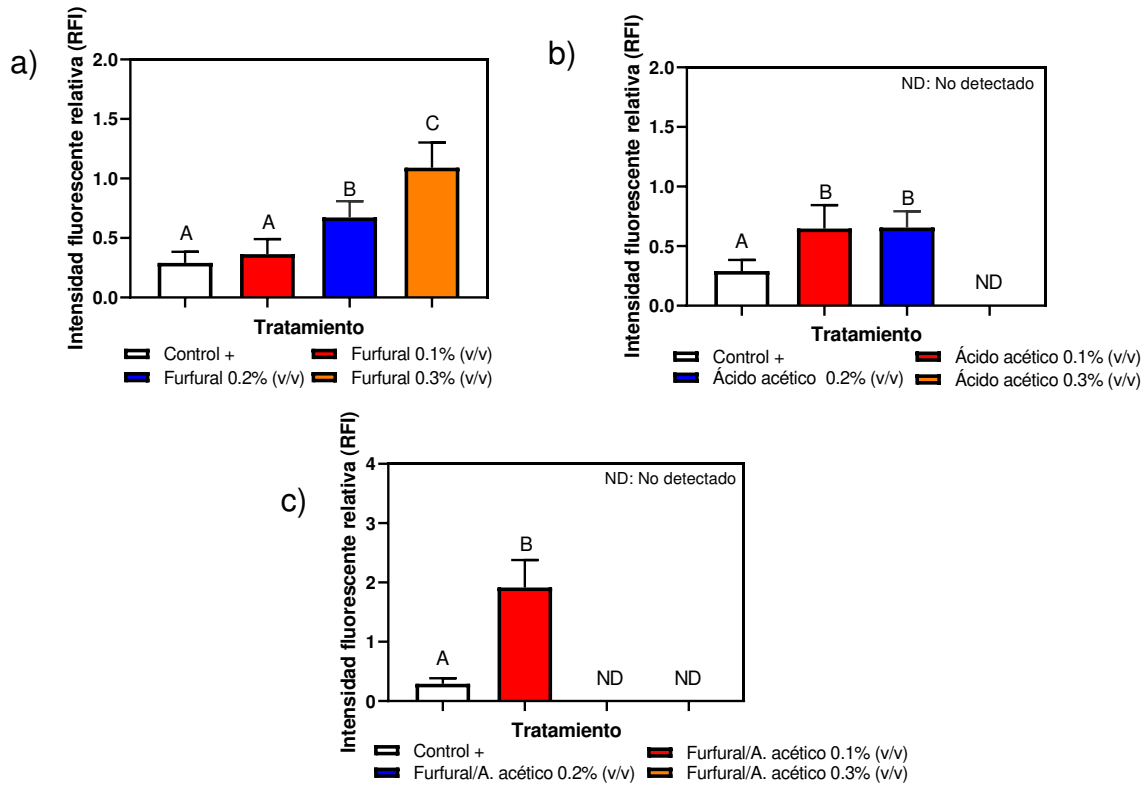 a)
Intensidad fluorescente relativa (RFI)
2.0
1.5
1.0
0.5
0.0
A
A
B
C
Tratamiento
Control +
Furfural 0.1% (v/v)
Furfural 0.2% (v/v)
Furfural 0.3% (v/v)
b)
Intensidad fluorescente relativa (RFI)
2.0
1.5
1.0
0.5
0.0
ND: No detectado
A
B
B
ND
Tratamiento
Control +
Ácido acético 0.1% (v/v)
Ácido acético 0.2% (v/v)
Ácido acético 0.3% (v/v)
c)
Intensidad fluorescente relativa (RFI)
4
3
2
1
0
ND: No detectado
A
B
ND
ND
Tratamiento
Control +
Furfural/A. acético 0.1% (v/v)
Furfural/A. acético 0.2% (v/v)
Furfural/A. acético 0.3% (v/v)